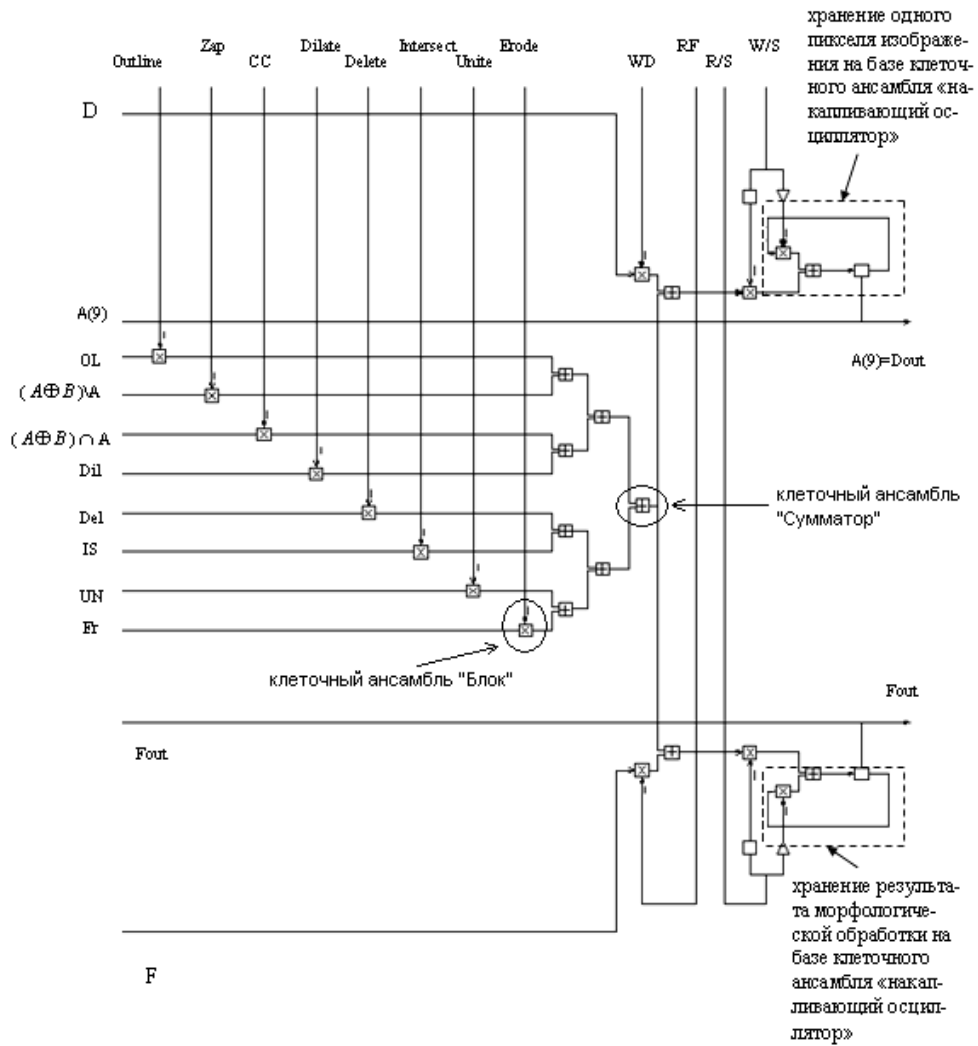 хранение одного
пикселя изображе-
ния на базе клеточ-
ного ансамбля «на-
капливающий ос-
циллятор»
Outline
Zap
CC
Dilate
Delete
Intersect
Unite
Erode
WD
RF
R/S
W/S
D
A(9)
A(9)=Dout
OL
(A⊕B)\A
(A⊕B)∩A
Dil
Del
IS
UN
Er
клеточный ансамбль
"Сумматор"
клеточный ансамбль "Блок"
Fout
Fout
хранение результа-
та морфологиче-
ской обработки на
базе клеточного
ансамбля «накап-
ливающий осцил-
лятор»
F